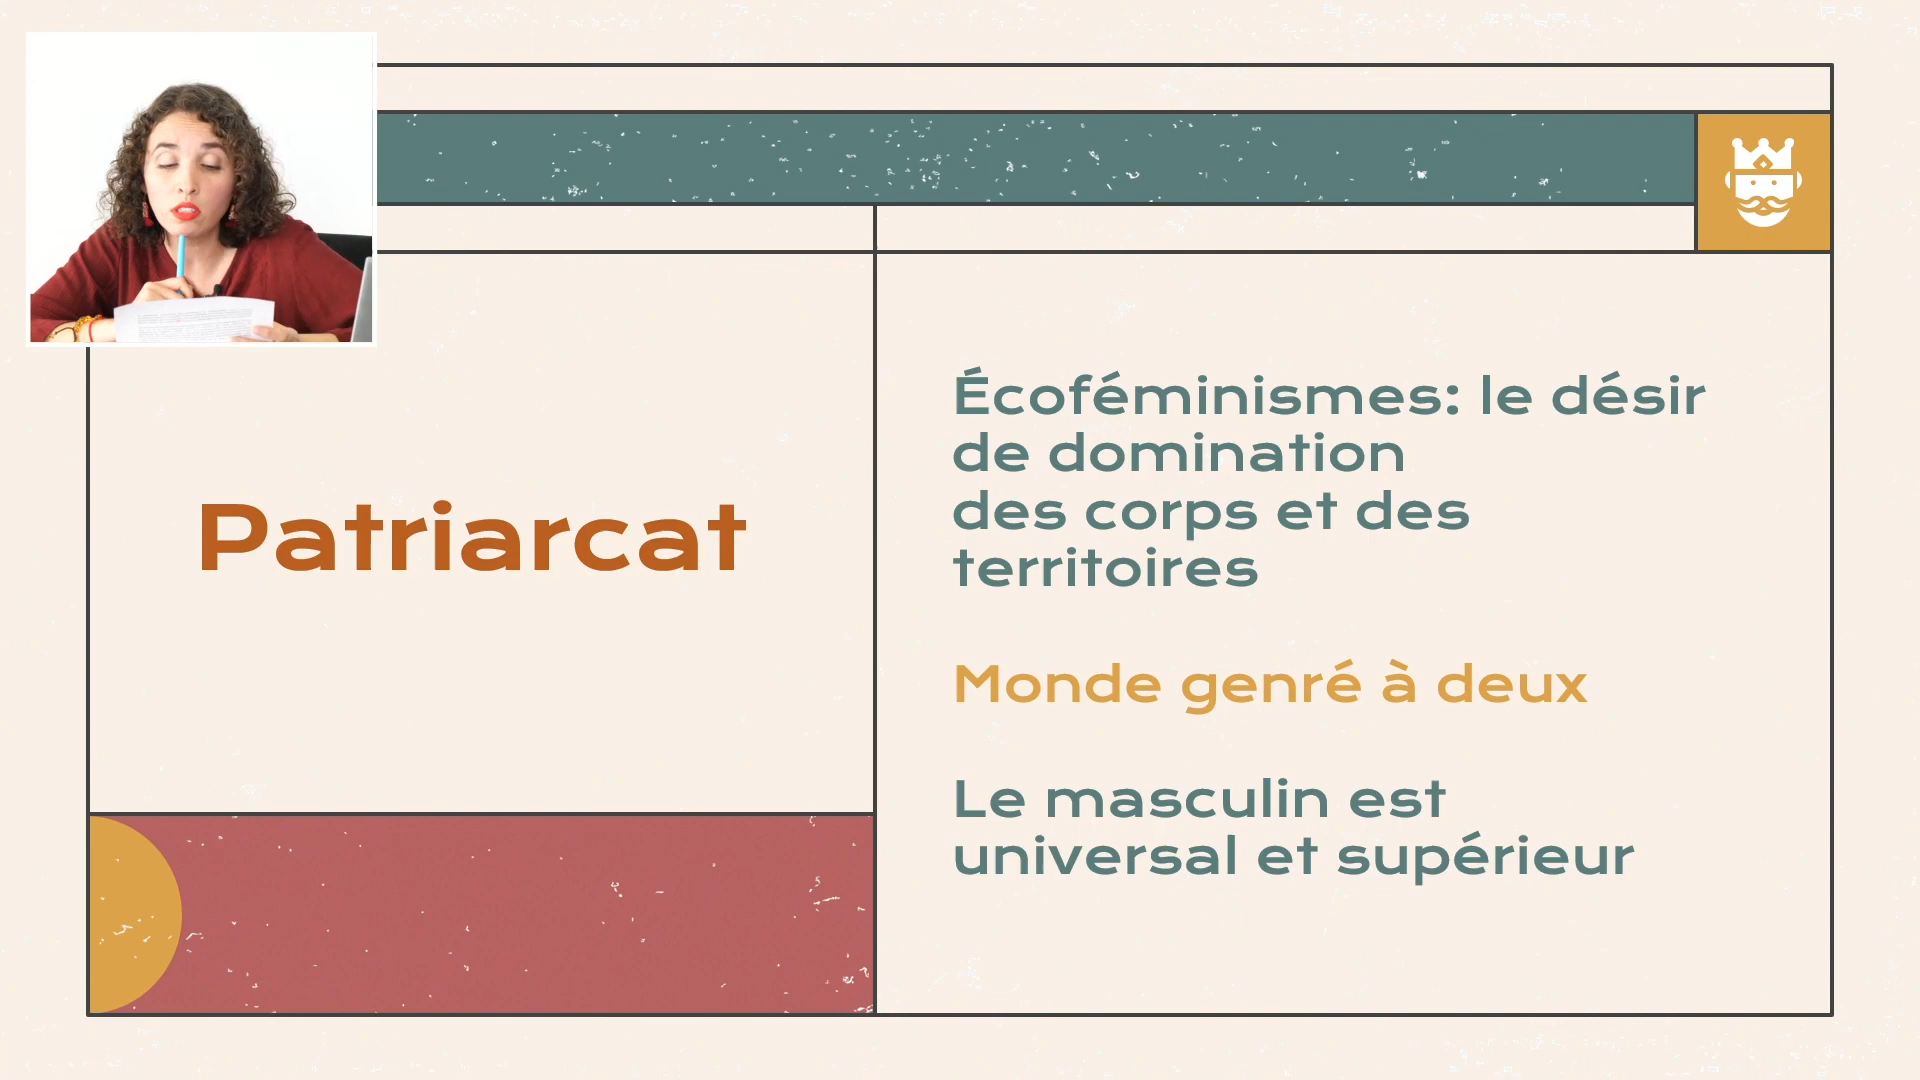 Patriarcat
Écoféminismes: le désir
de domination
des corps et des
territoires
Monde genré à deux
Le masculin est
universal et supérieur